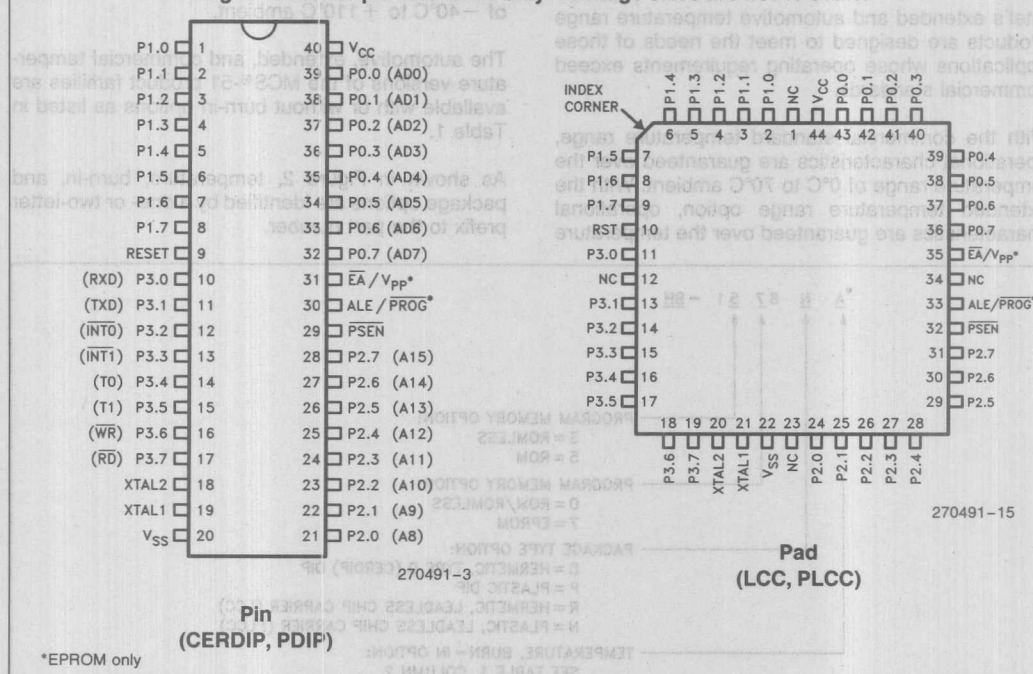 P1.0 1 40 VCC
P1.1 2 39 P0.0 (AD0)
P1.2 3 38 P0.1 (AD1)
P1.3 4 37 P0.2 (AD2)
P1.4 5 36 P0.3 (AD3)
P1.5 6 35 P0.4 (AD4)
P1.6 7 34 P0.5 (AD5)
P1.7 8 33 P0.6 (AD6)
RESET 9 32 P0.7 (AD7)
(RXD) P3.0 10 31 E̅A̅/VPP*
(TXD) P3.1 11 30 ALE/P̅R̅O̅G̅*
(I̅N̅T̅0̅) P3.2 12 29 P̅S̅E̅N̅
(I̅N̅T̅1̅) P3.3 13 28 P2.7 (A15)
(T0) P3.4 14 27 P2.6 (A14)
(T1) P3.5 15 26 P2.5 (A13)
(W̅R̅) P3.6 16 25 P2.4 (A12)
(R̅D̅) P3.7 17 24 P2.3 (A11)
XTAL2 18 23 P2.2 (A10)
XTAL1 19 22 P2.1 (A9)
VSS 20 21 P2.0 (A8)
270491-3
Pin
(CERDIP, PDIP)
*EPROM only
INDEX
CORNER
P1.4 P1.3 P1.2 P1.1 P1.0 NC VCC P0.0 P0.1 P0.2 P0.3
6 5 4 3 2 1 44 43 42 41 40
P1.5 7 39 P0.4
P1.6 8 38 P0.5
P1.7 9 37 P0.6
RST 10 36 P0.7
P3.0 11 35 E̅A̅/VPP*
NC 12 34 NC
P3.1 13 33 ALE/P̅R̅O̅G̅*
P3.2 14 32 P̅S̅E̅N̅
P3.3 15 31 P2.7
P3.4 16 30 P2.6
P3.5 17 29 P2.5
18 19 20 21 22 23 24 25 26 27 28
P3.6 P3.7 XTAL2 XTAL1 VSS NC P2.0 P2.1 P2.2 P2.3 P2.4
270491-15
Pad
(LCC, PLCC)